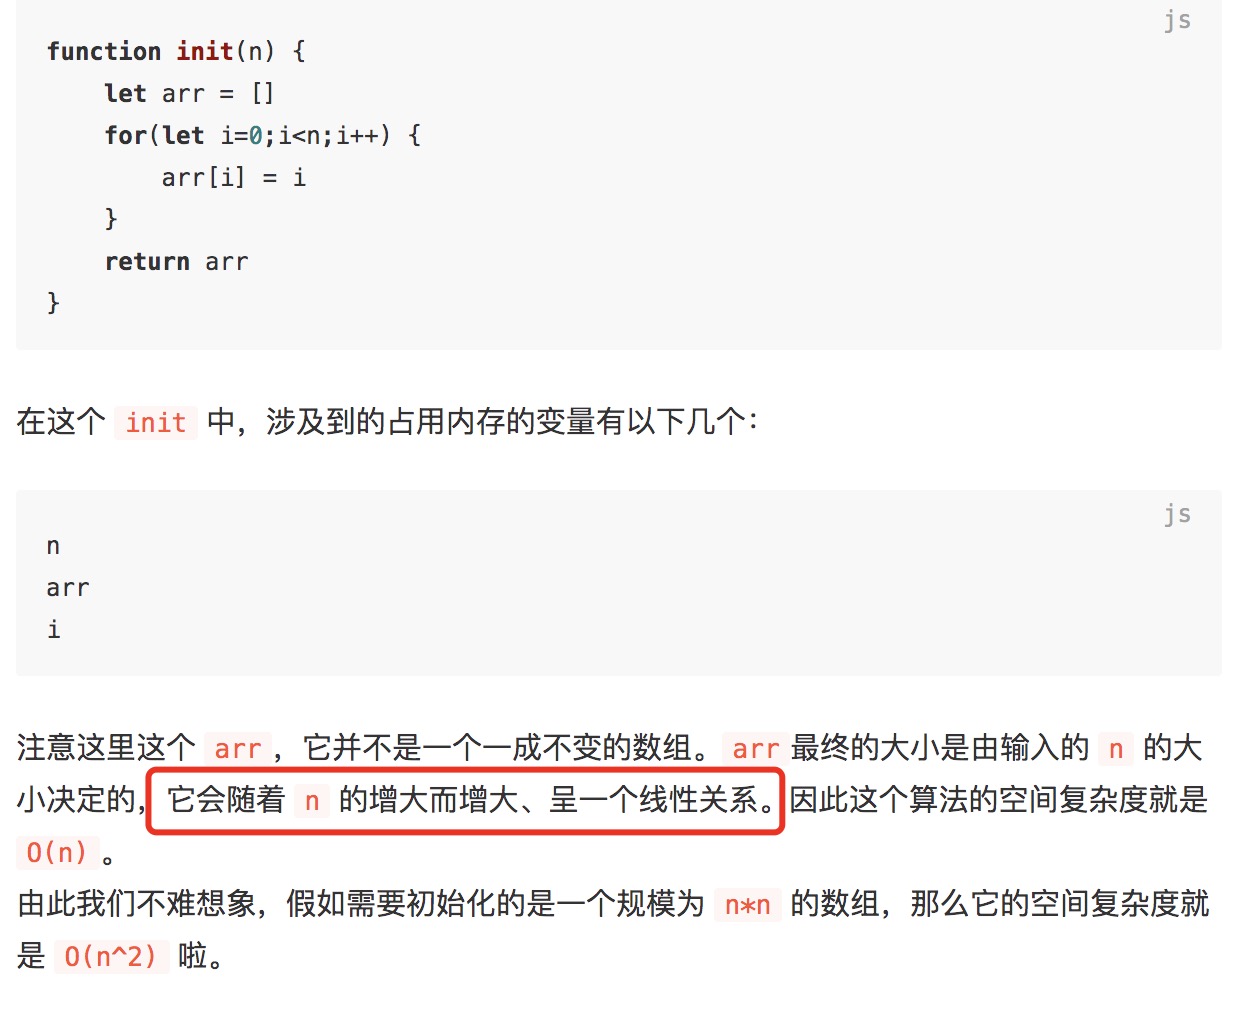 js
function init(n) {
    let arr = []
    for(let i=0;i<n;i++) {
        arr[i] = i
    }
    return arr
}
在这个 init 中，涉及到的占用内存的变量有以下几个：
js
n
arr
i
注意这里这个 arr，它并不是一个一成不变的数组。arr最终的大小是由输入的 n 的大
小决定的，它会随着 n 的增大而增大、呈一个线性关系。因此这个算法的空间复杂度就是
O(n)。
由此我们不难想象，假如需要初始化的是一个规模为 n*n 的数组，那么它的空间复杂度就
是 O(n^2) 啦。